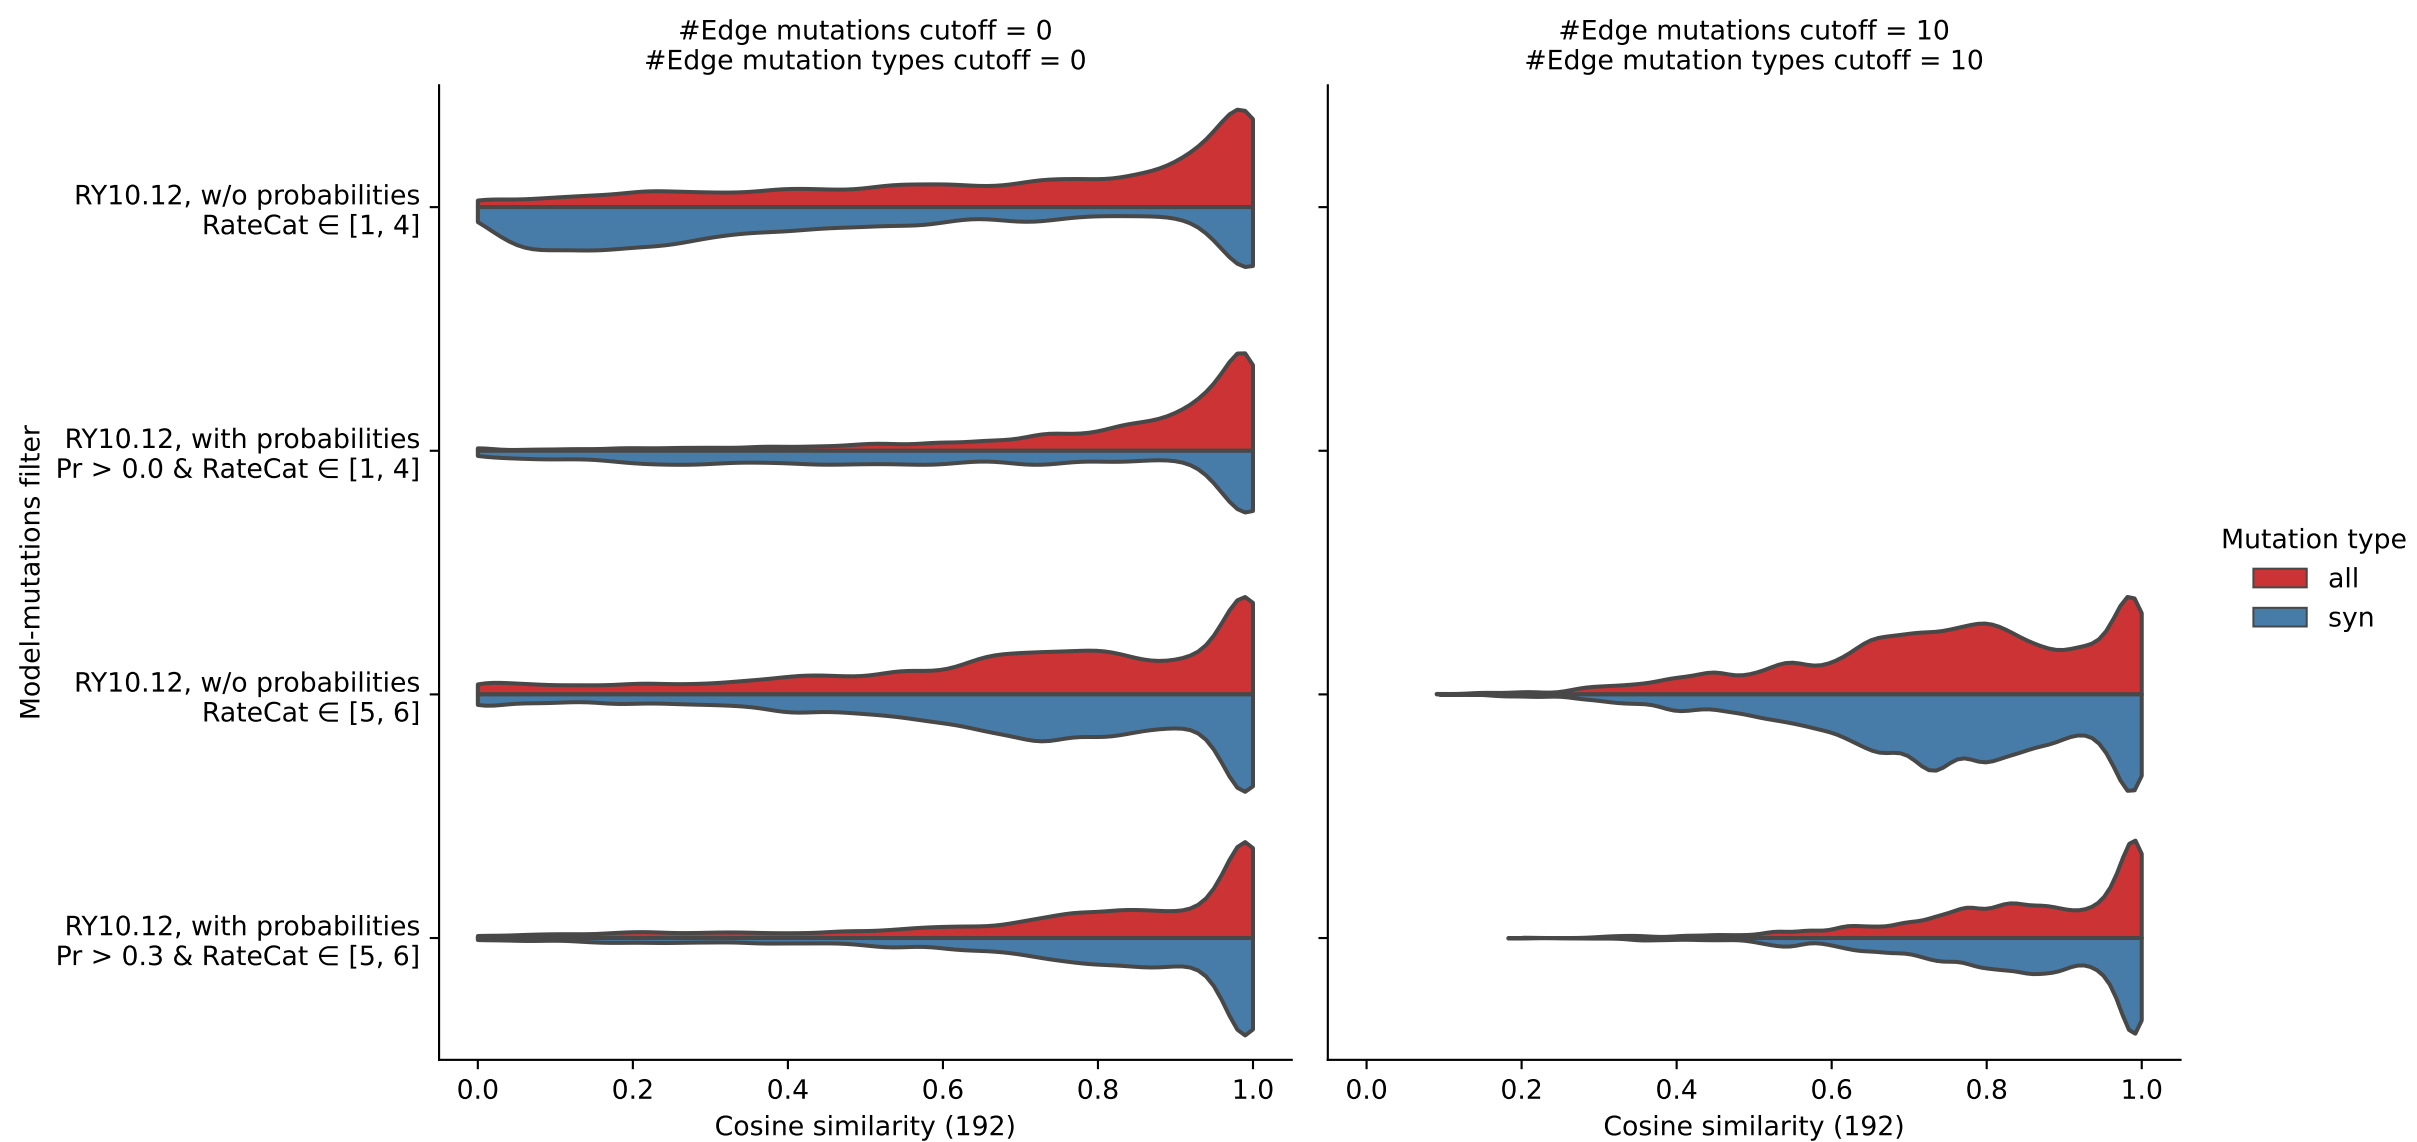 #Edge mutations cutoff = 0
#Edge mutation types cutoff = 0
#Edge mutations cutoff = 10
#Edge mutation types cutoff = 10
Model-mutations filter
RY10.12, w/o probabilities
RateCat ∈ [1, 4]
RY10.12, with probabilities
Pr > 0.0 & RateCat ∈ [1, 4]
RY10.12, w/o probabilities
RateCat ∈ [5, 6]
RY10.12, with probabilities
Pr > 0.3 & RateCat ∈ [5, 6]
Mutation type
all
syn
0.0 0.2 0.4 0.6 0.8 1.0
Cosine similarity (192)
0.0 0.2 0.4 0.6 0.8 1.0
Cosine similarity (192)